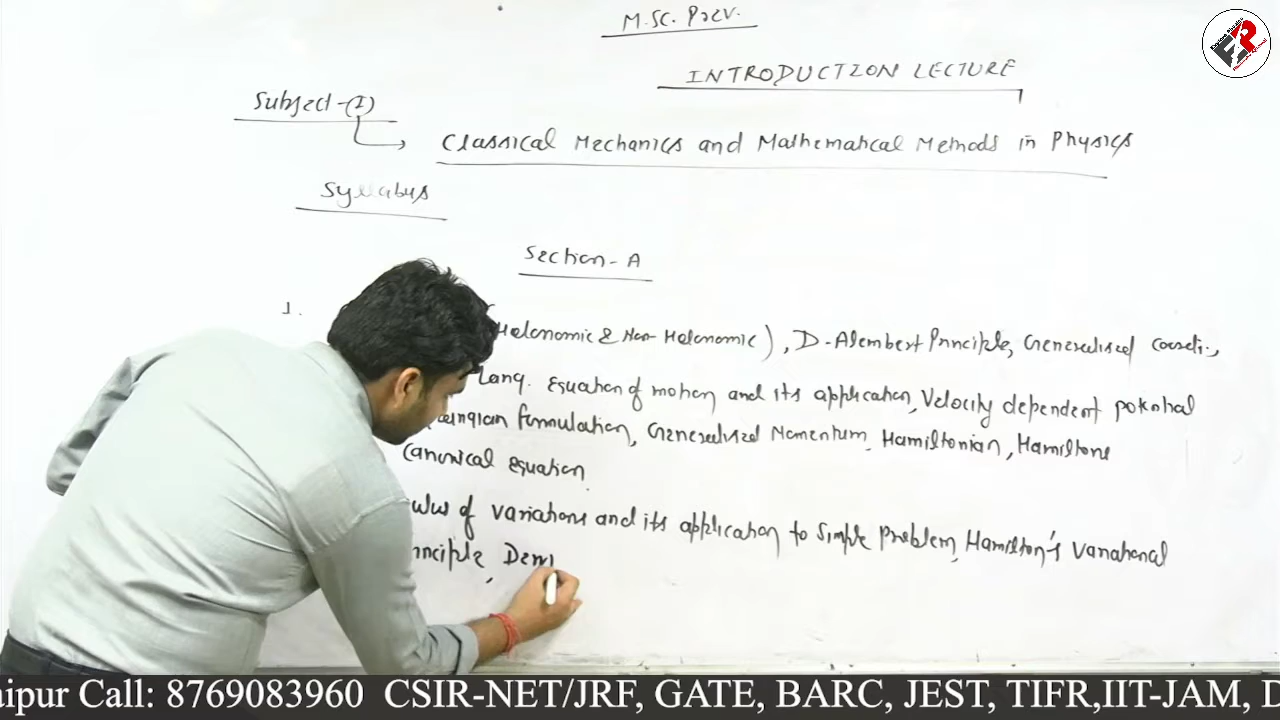 M.SC. Prev.
INTRODUCTION LECTURE
Subject-(I)
Classical Mechanics and Mathematical Methods in Physics
Syllabus
Section-A
1.
Holonomic & Non-Holonomic), D-Alembert Principle, Generalised coordi.,
Lang. Equation of motion and its application, Velocity dependent potential
formulation, Generalised Momentum, Hamiltonian, Hamiltons
Canonical equation.
of variations and its application to Simple Problem, Hamilton's Variational
Principle,
ER
aipur Call: 8769083960 CSIR-NET/JRF, GATE, BARC, JEST, TIFR,IIT-JAM, D